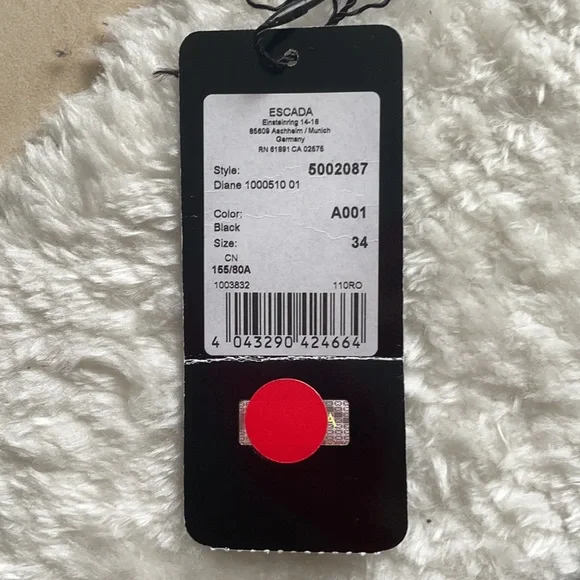 ESCADA
Einsteinring 14-18
85609 Aschheim / Munich
Germany
RN 61891 CA 02575
Style: 5002087
Diane 1000510 01
Color: A001
Black
Size: 34
CN
155/80A
1003832 110RO
4 043290 424664